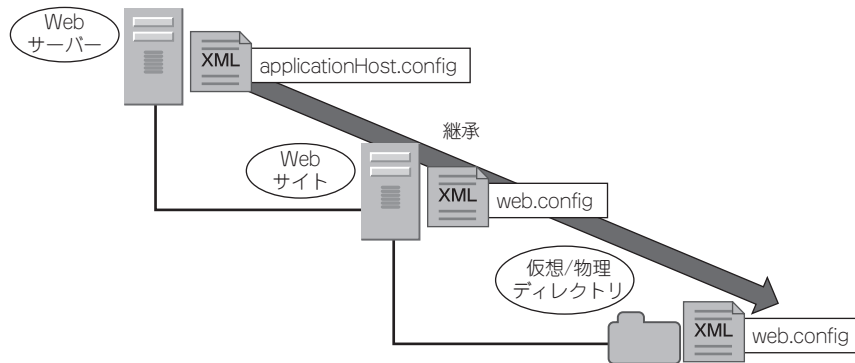 Web
サーバー
XML
applicationHost.config
継承
Web
サイト
XML
web.config
仮想/物理
ディレクトリ
XML
web.config